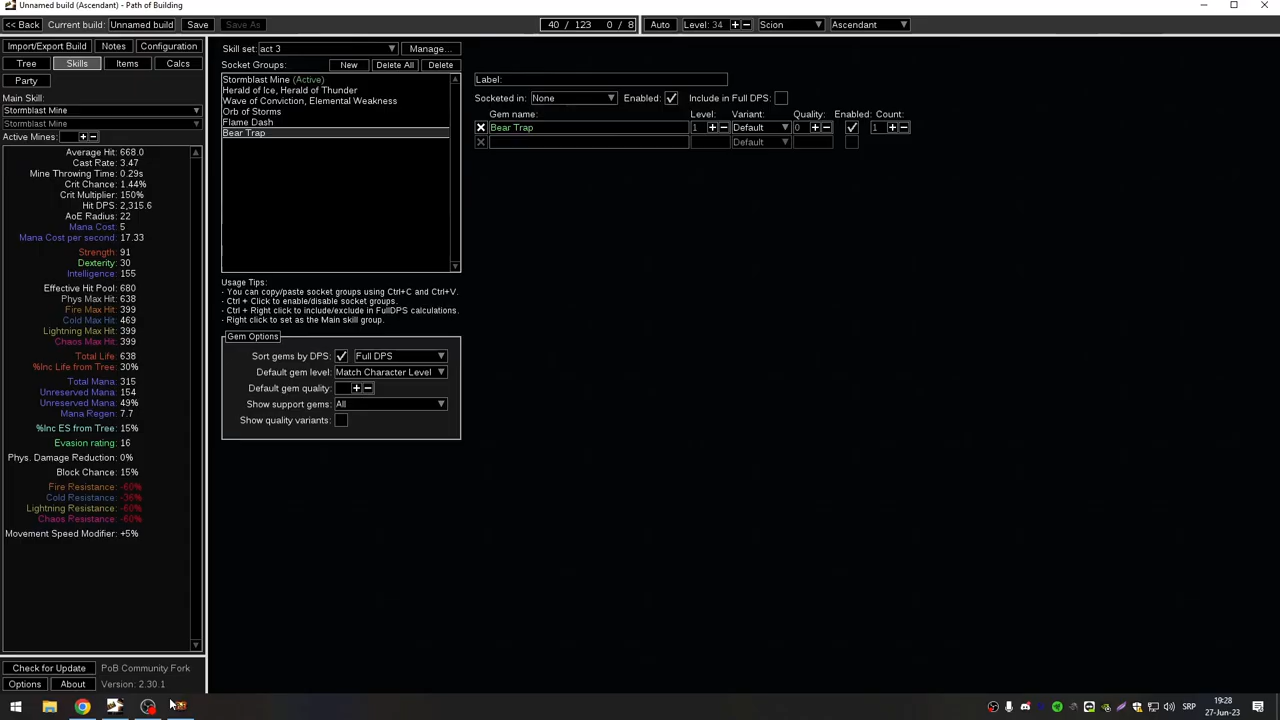 Unnamed build (Ascendant) - Path of Building
<< Back
Current build: Unnamed build
Save
Save As
40 / 123 0 / 8
Auto
Level: 34
Scion
Ascendant
Import/Export Build
Notes
Configuration
Tree
Skills
Items
Calcs
Party
Main Skill:
Stormblast Mine
Stormblast Mine
Active Mines:
Average Hit: 668.0
Cast Rate: 3.47
Mine Throwing Time: 0.29s
Crit Chance: 1.44%
Crit Multiplier: 150%
Hit DPS: 2,315.6
AoE Radius: 22
Mana Cost: 5
Mana Cost per second: 17.33
Strength: 91
Dexterity: 30
Intelligence: 155
Effective Hit Pool: 680
Phys Max Hit: 638
Fire Max Hit: 399
Cold Max Hit: 469
Lightning Max Hit: 399
Chaos Max Hit: 399
Total Life: 638
%Inc Life from Tree: 30%
Total Mana: 315
Unreserved Mana: 154
Unreserved Mana: 49%
Mana Regen: 7.7
%Inc ES from Tree: 15%
Evasion rating: 16
Phys. Damage Reduction: 0%
Block Chance: 15%
Fire Resistance: -60%
Cold Resistance: -36%
Lightning Resistance: -60%
Chaos Resistance: -60%
Movement Speed Modifier: +5%
Check for Update
PoB Community Fork
Options
About
Version: 2.30.1
Skill set: act 3
Manage...
Socket Groups:
New
Delete All
Delete
Stormblast Mine (Active)
Herald of Ice, Herald of Thunder
Wave of Conviction, Elemental Weakness
Orb of Storms
Flame Dash
Bear Trap
Usage Tips:
- You can copy/paste socket groups using Ctrl+C and Ctrl+V.
- Ctrl + Click to enable/disable socket groups.
- Ctrl + Right click to include/exclude in FullDPS calculations.
- Right click to set as the Main skill group.
Gem Options
Sort gems by DPS: Full DPS
Default gem level: Match Character Level
Default gem quality:
Show support gems: All
Show quality variants:
Label:
Socketed in: None
Enabled:
Include in Full DPS:
Gem name: Level: Variant: Quality: Enabled: Count:
Bear Trap 1 Default 0 1
Default
SRP
19:28
27-Jun-23